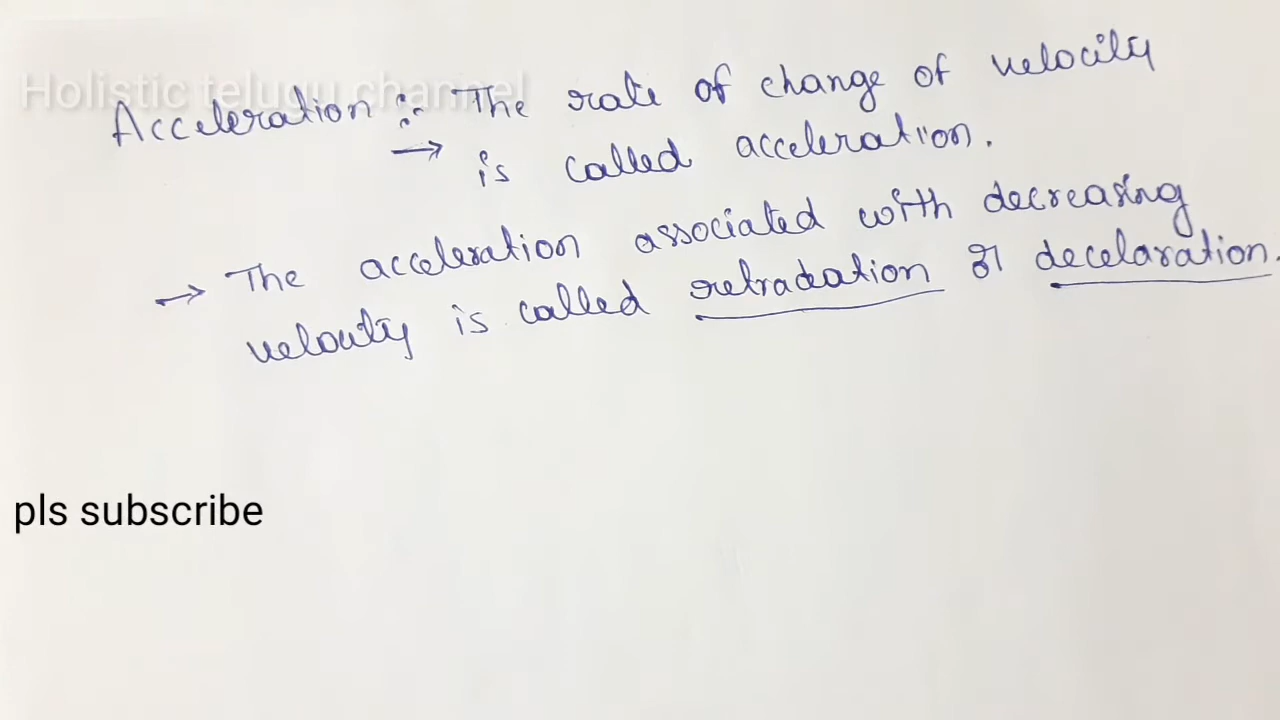 Holistic telugu channel
Acceleration :- The rate of change of velocity
→ is called acceleration.
→ The acceleration associated with decreasing
velocity is called retradation or decelaration.
pls subscribe